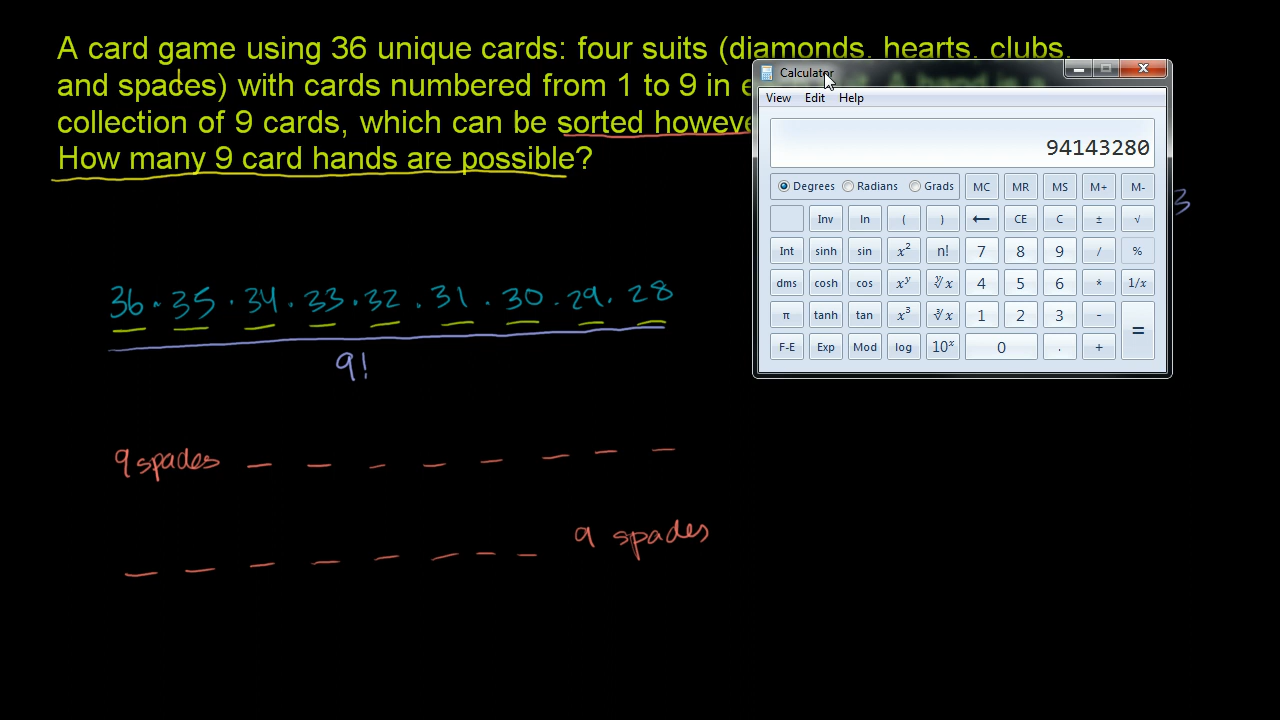 A card game using 36 unique cards: four suits (diamonds, hearts, clubs,
and spades) with cards numbered from 1 to 9 in
collection of 9 cards, which can be sorted
How many 9 card hands are possible?
Calculator
View Edit Help
94143280
Degrees Radians Grads MC MR MS M+ M-
Inv ln ( ) ← CE C ± √
Int sinh sin x² n! 7 8 9 / %
dms cosh cos xʸ ʸ√x 4 5 6 * 1/x
π tanh tan x³ ³√x 1 2 3 - =
F-E Exp Mod log 10ˣ 0 . +
3
36 · 35 · 34 · 33 · 32 · 31 · 30 · 29 · 28
9!
9 spades
9 spades